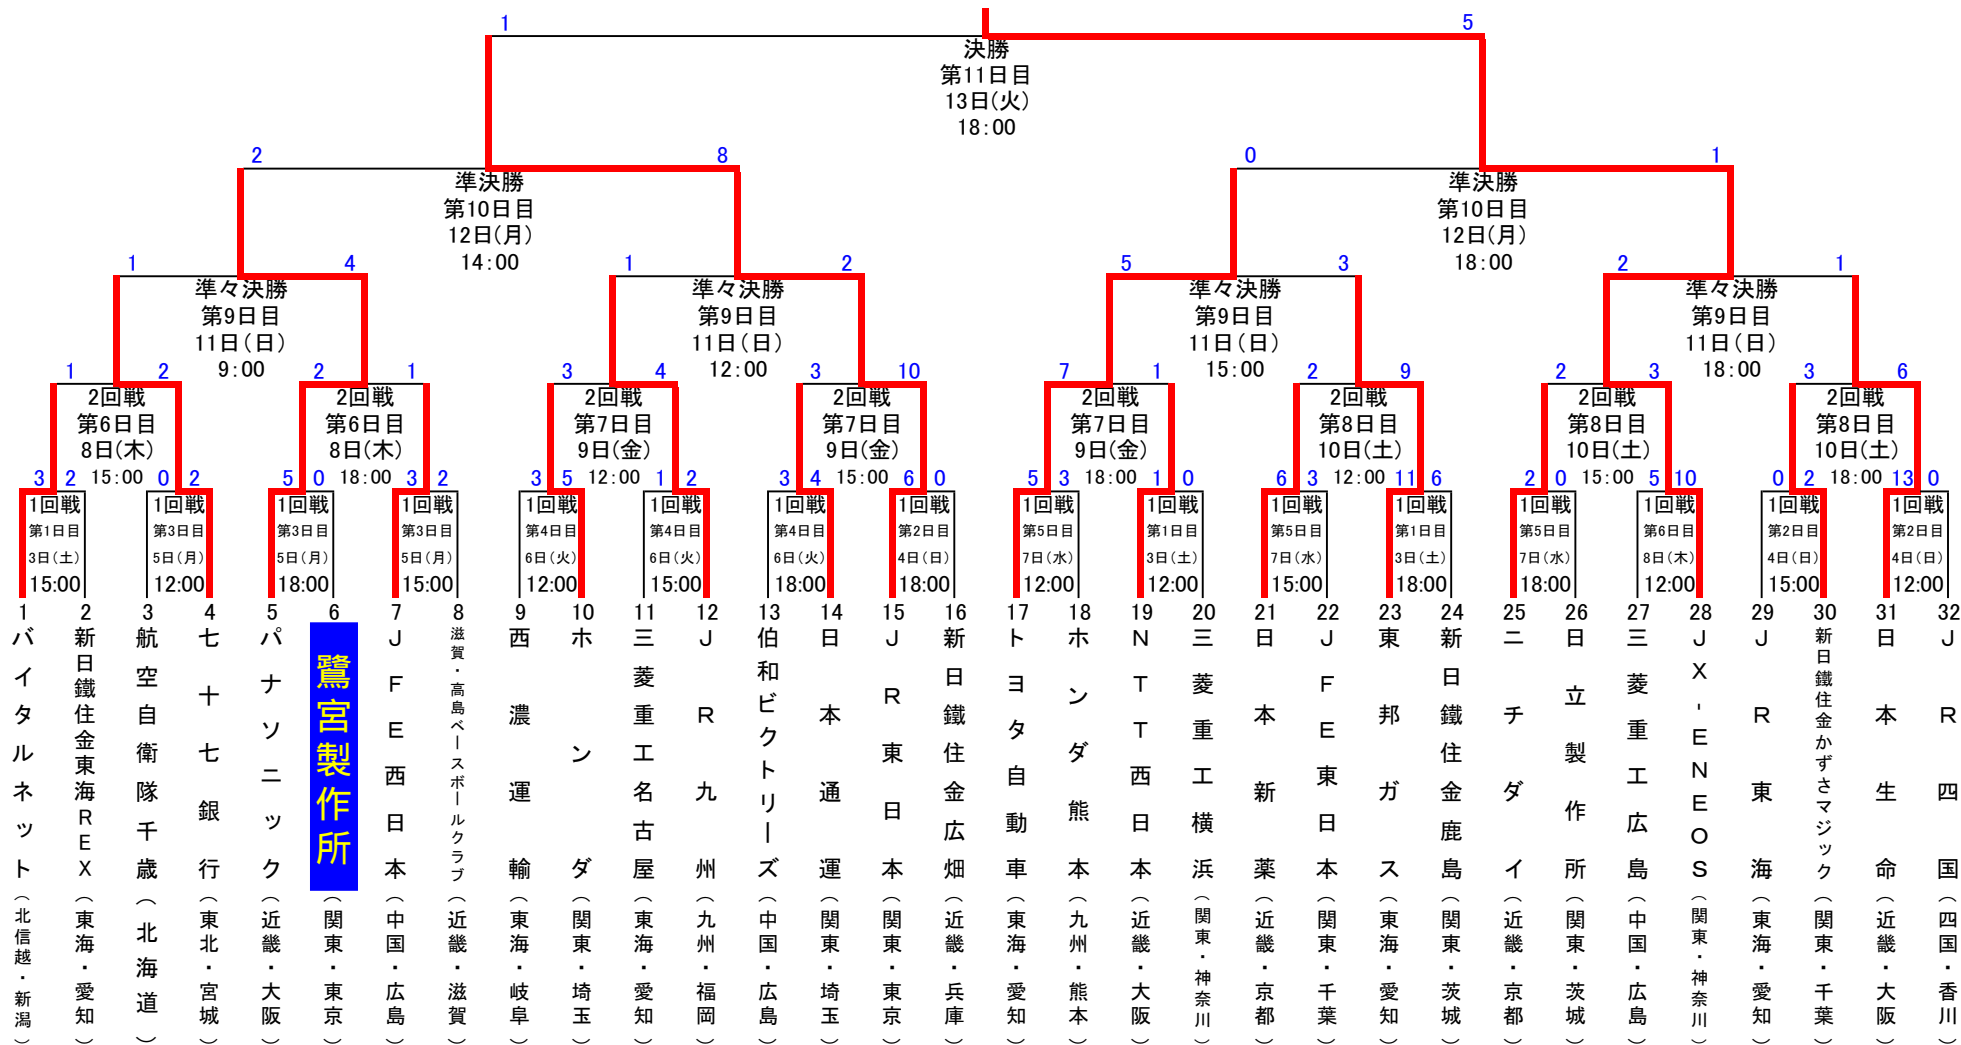 1 5
決勝
第11日目
13日(火)
18:00
2 8 0 1
準決勝 準決勝
第10日目 第10日目
12日(月) 12日(月)
14:00 18:00
1 4 1 2 5 3 2 1
準々決勝 準々決勝 準々決勝 準々決勝
第9日目 第9日目 第9日目 第9日目
11日(日) 11日(日) 11日(日) 11日(日)
9:00 12:00 15:00 18:00
1 2 2 1 3 4 3 10 7 1 2 9 2 3 3 6
2回戦 2回戦 2回戦 2回戦 2回戦 2回戦 2回戦 2回戦
第6日目 第6日目 第7日目 第7日目 第7日目 第8日目 第8日目 第8日目
8日(木) 8日(木) 9日(金) 9日(金) 9日(金) 10日(土) 10日(土) 10日(土)
15:00 18:00 12:00 15:00 18:00 12:00 15:00 18:00
3 2 0 2 5 0 3 2 3 5 1 2 3 4 6 0 5 3 1 0 6 3 11 6 2 0 5 10 0 2 13 0
1回戦 1回戦 1回戦 1回戦 1回戦 1回戦 1回戦 1回戦 1回戦 1回戦 1回戦 1回戦 1回戦 1回戦 1回戦 1回戦
第1日目 第3日目 第3日目 第3日目 第4日目 第4日目 第4日目 第2日目 第5日目 第1日目 第5日目 第1日目 第5日目 第6日目 第2日目 第2日目
3日(土) 5日(月) 5日(月) 5日(月) 6日(火) 6日(火) 6日(火) 4日(日) 7日(水) 3日(土) 7日(水) 3日(土) 7日(水) 8日(木) 4日(日) 4日(日)
15:00 12:00 18:00 15:00 12:00 15:00 18:00 18:00 12:00 12:00 15:00 18:00 18:00 12:00 15:00 12:00
1 2 3 4 5 6 7 8 9 10 11 12 13 14 15 16 17 18 19 20 21 22 23 24 25 26 27 28 29 30 31 32
バイタルネット(北信越・新潟)
新日鐵住金東海REX(東海・愛知)
航空自衛隊千歳(北海道)
七十七銀行(東北・宮城)
パナソニック(近畿・大阪)
鷺宮製作所(関東・東京)
JFE西日本(中国・広島)
滋賀・高島ベースボールクラブ(近畿・滋賀)
西濃運輸(東海・岐阜)
ホンダ(関東・埼玉)
三菱重工名古屋(東海・愛知)
JR九州(九州・福岡)
伯和ビクトリーズ(中国・広島)
日本通運(関東・埼玉)
JR東日本(関東・東京)
新日鐵住金広畑(近畿・兵庫)
トヨタ自動車(東海・愛知)
ホンダ熊本(九州・熊本)
NTT西日本(近畿・大阪)
三菱重工横浜(関東・神奈川)
日本新薬(近畿・京都)
JFE東日本(関東・千葉)
東邦ガス(東海・愛知)
新日鐵住金鹿島(関東・茨城)
ニチダイ(近畿・京都)
日立製作所(関東・茨城)
三菱重工広島(中国・広島)
JX-ENEOS(関東・神奈川)
JR東海(東海・愛知)
新日鐵住金かずさマジック(関東・千葉)
日本生命(近畿・大阪)
JR四国(四国・香川)